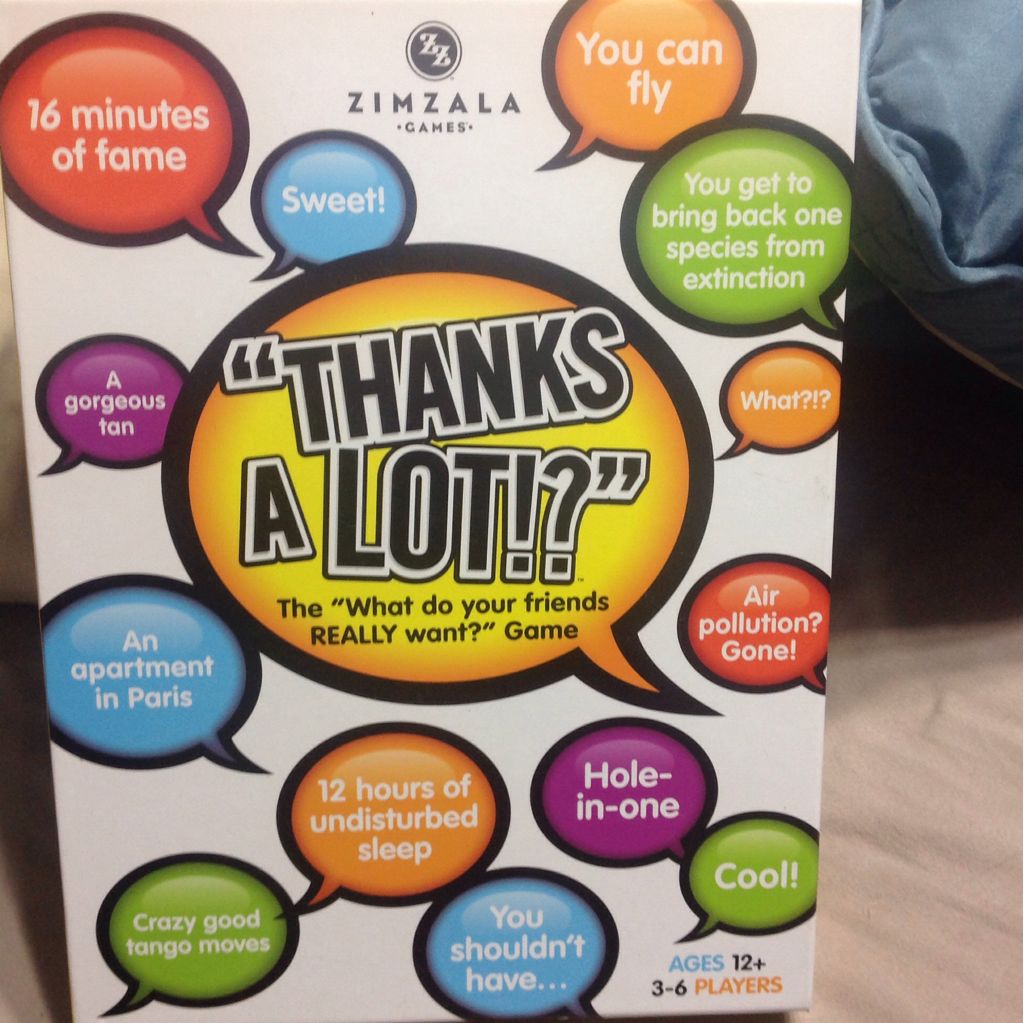 ZZ
ZIMZALA
•GAMES•
You can
fly
16 minutes
of fame
Sweet!
You get to
bring back one
species from
extinction
A
gorgeous
tan
What?!?
"THANKS
A LOT!?"™
The "What do your friends
REALLY want?" Game
Air
pollution?
Gone!
An
apartment
in Paris
12 hours of
undisturbed
sleep
Hole-
in-one
Cool!
Crazy good
tango moves
You
shouldn't
have...
AGES 12+
3-6 PLAYERS